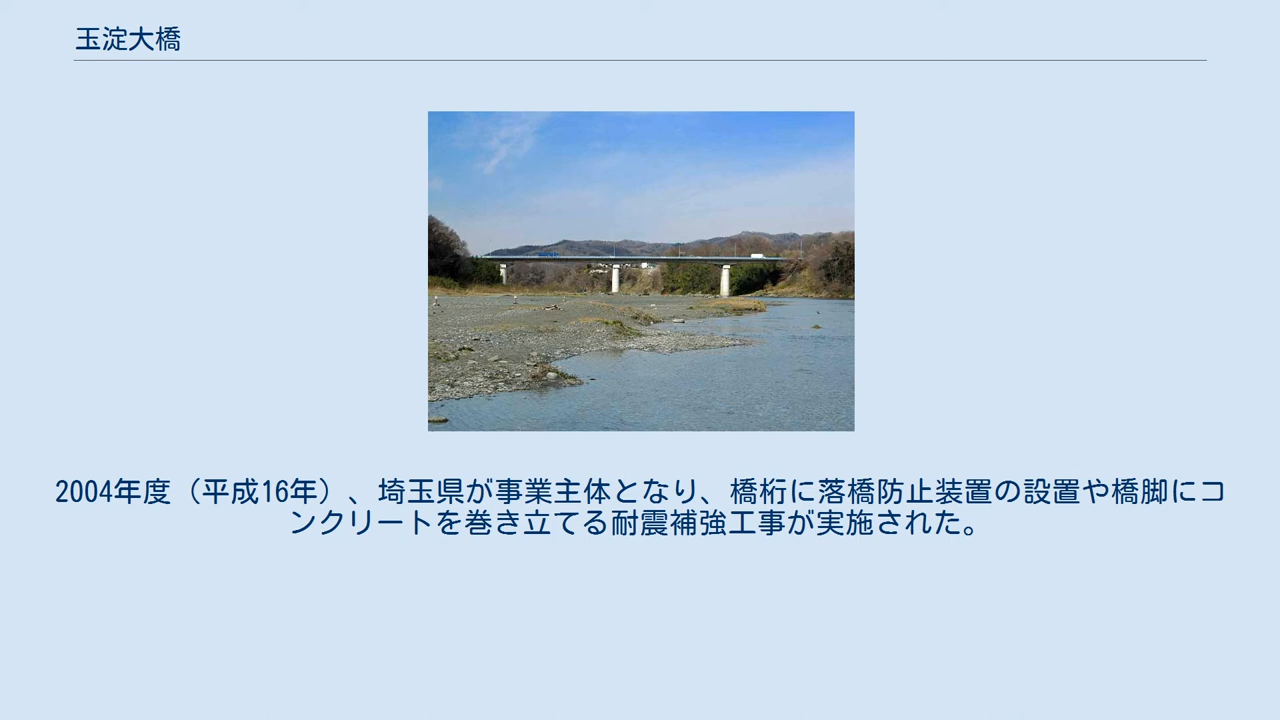 玉淀大橋
2004年度（平成16年）、埼玉県が事業主体となり、橋桁に落橋防止装置の設置や橋脚にコ
ンクリートを巻き立てる耐震補強工事が実施された。